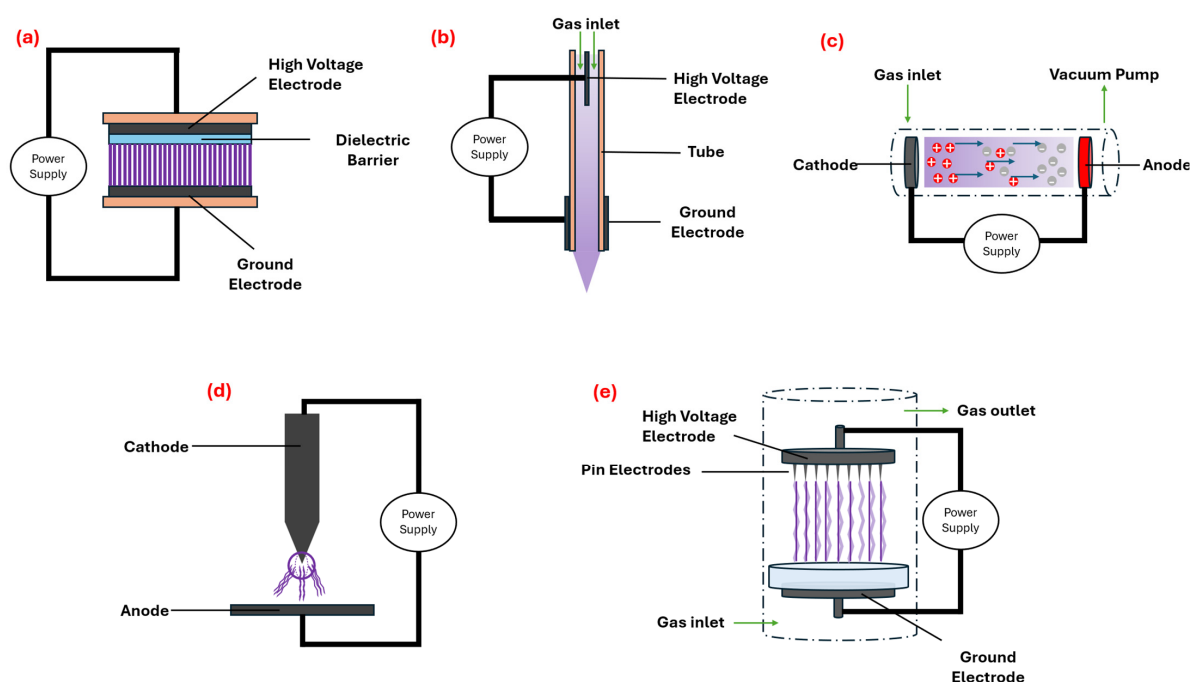 (a)
High Voltage
Electrode
Dielectric
Barrier
Power
Supply
Ground
Electrode
(b)
Gas inlet
High Voltage
Electrode
Power
Supply
Tube
Ground
Electrode
(c)
Gas inlet
Vacuum Pump
Cathode
Anode
Power
Supply
(d)
Cathode
Power
Supply
Anode
(e)
High Voltage
Electrode
Gas outlet
Pin Electrodes
Power
Supply
Gas inlet
Ground
Electrode